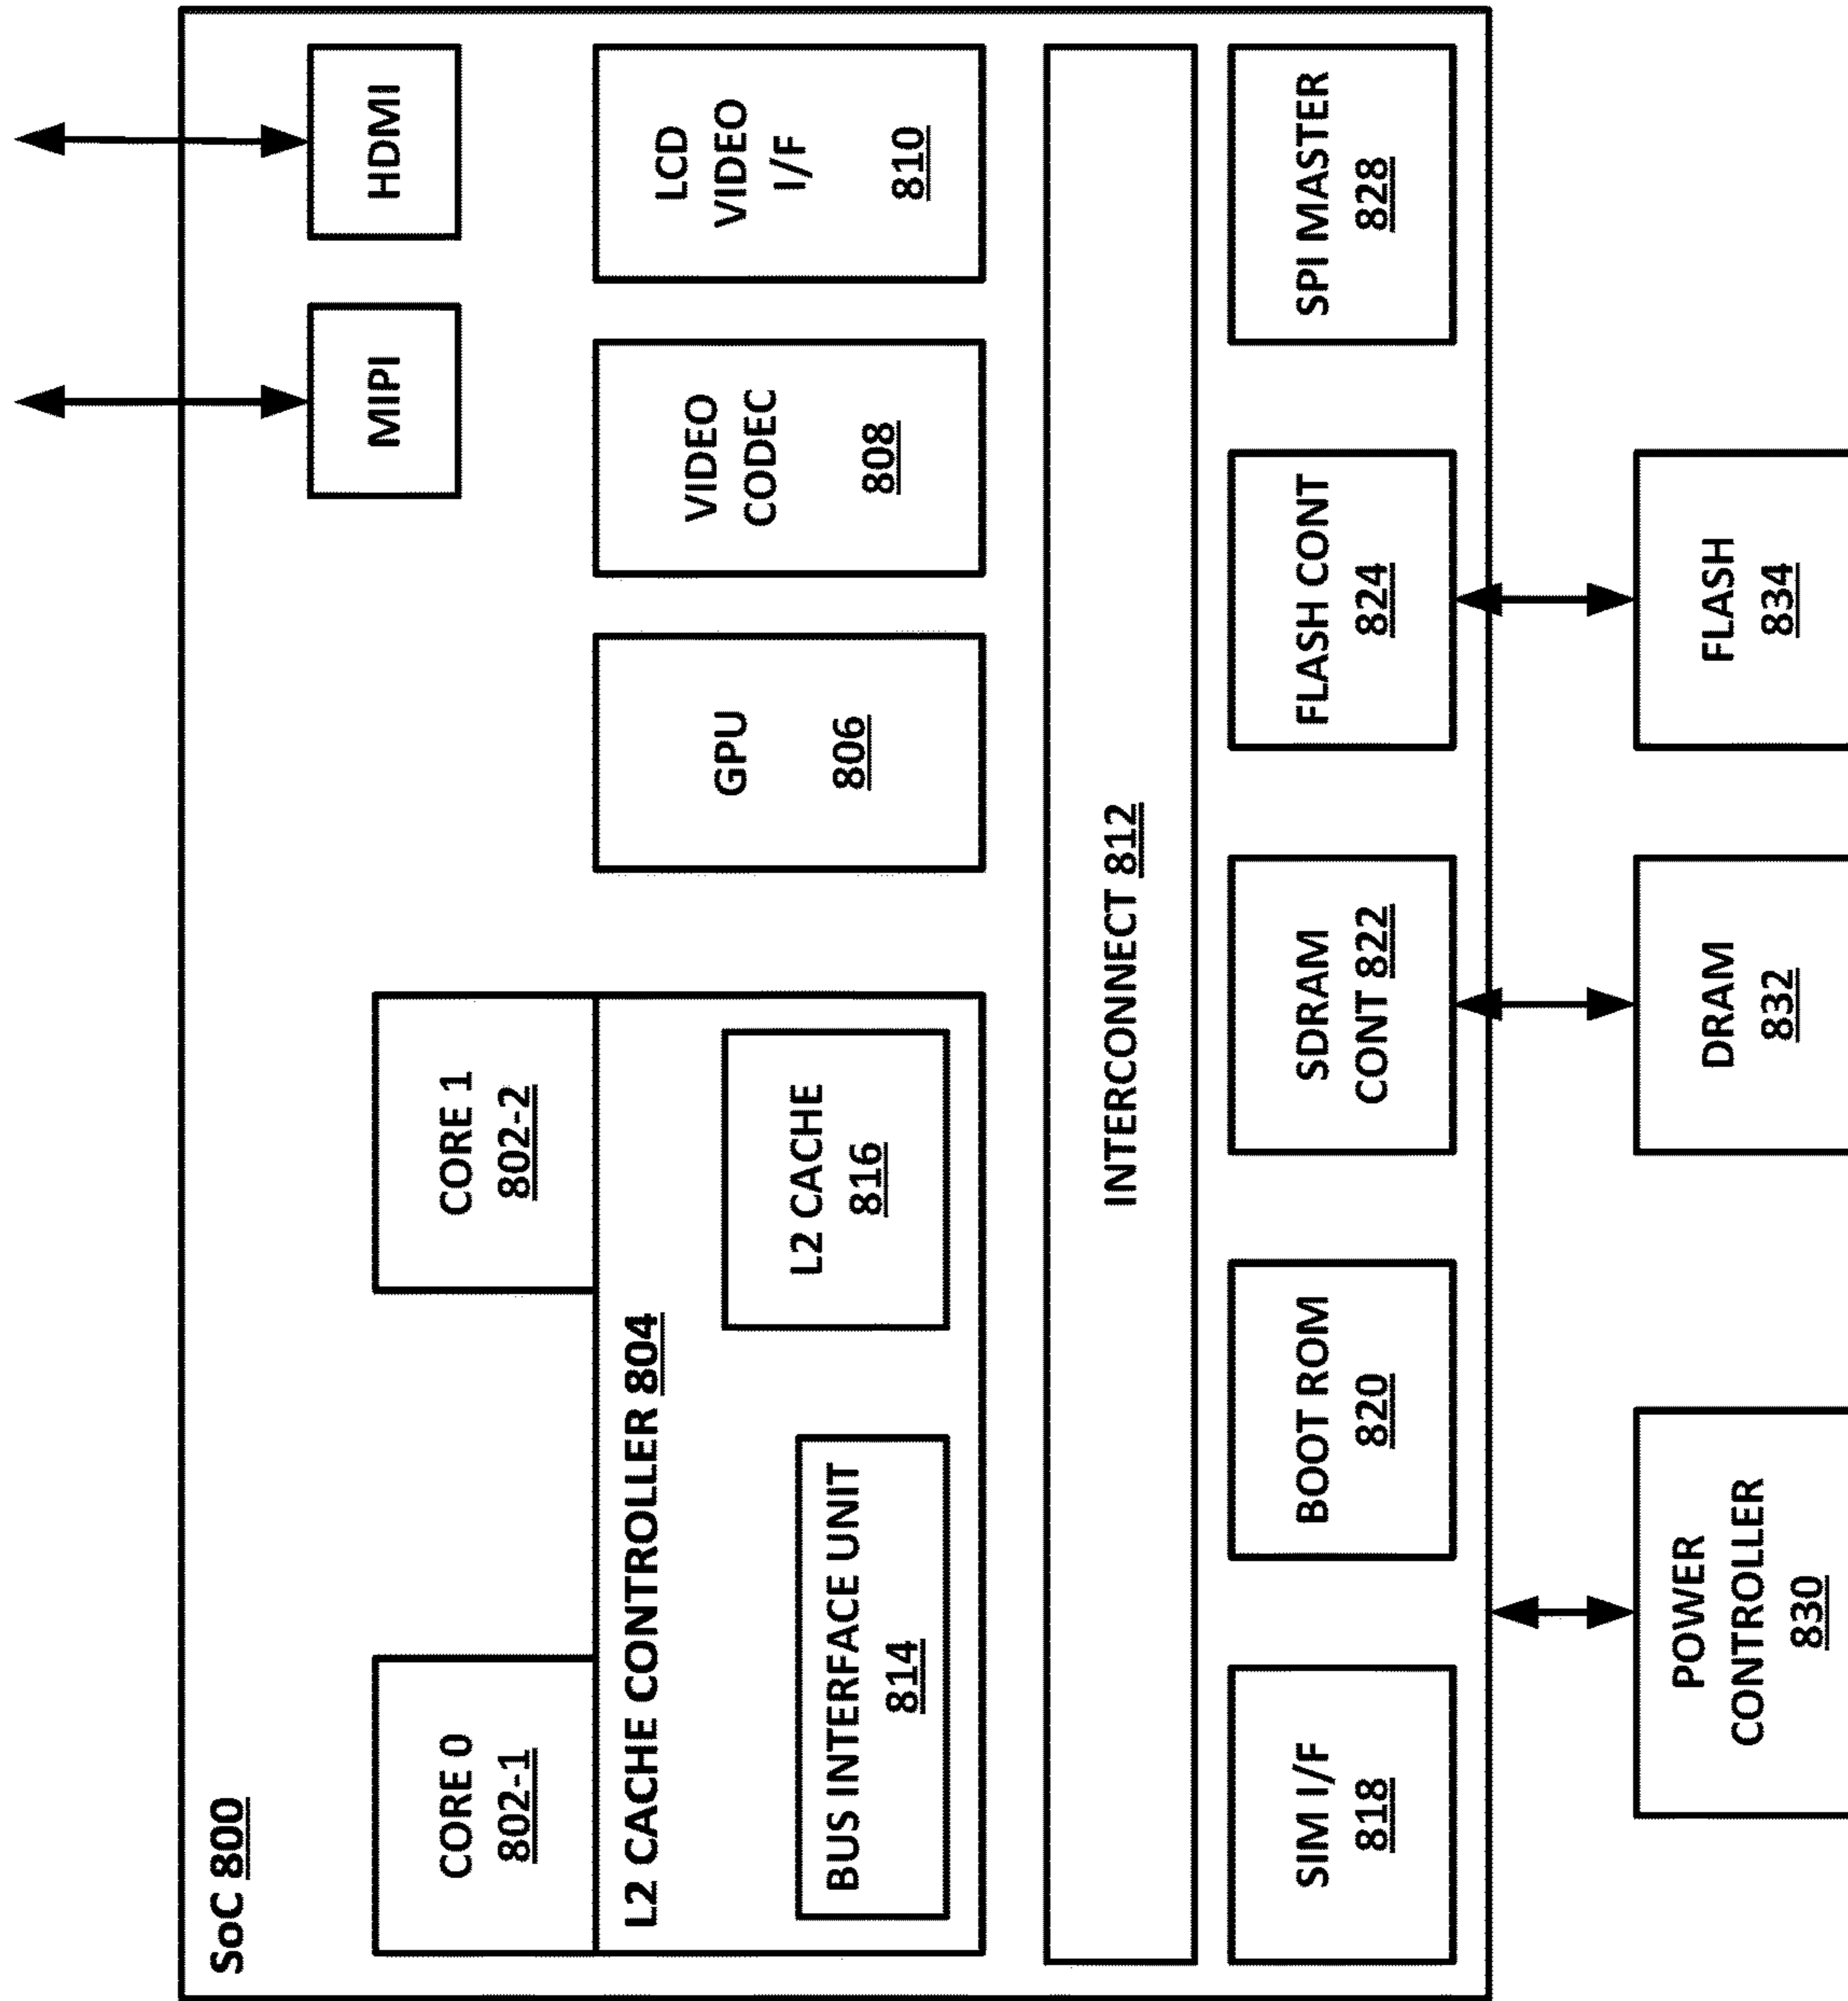 SoC 800
MIPI
HDMI
CORE 0
802-1
CORE 1
802-2
L2 CACHE CONTROLLER 804
BUS INTERFACE UNIT
814
L2 CACHE
816
GPU
806
VIDEO
CODEC
808
LCD
VIDEO
I/F
810
INTERCONNECT 812
SIM I/F
818
BOOT ROM
820
SDRAM
CONT 822
FLASH CONT
824
SPI MASTER
828
POWER
CONTROLLER
830
DRAM
832
FLASH
834